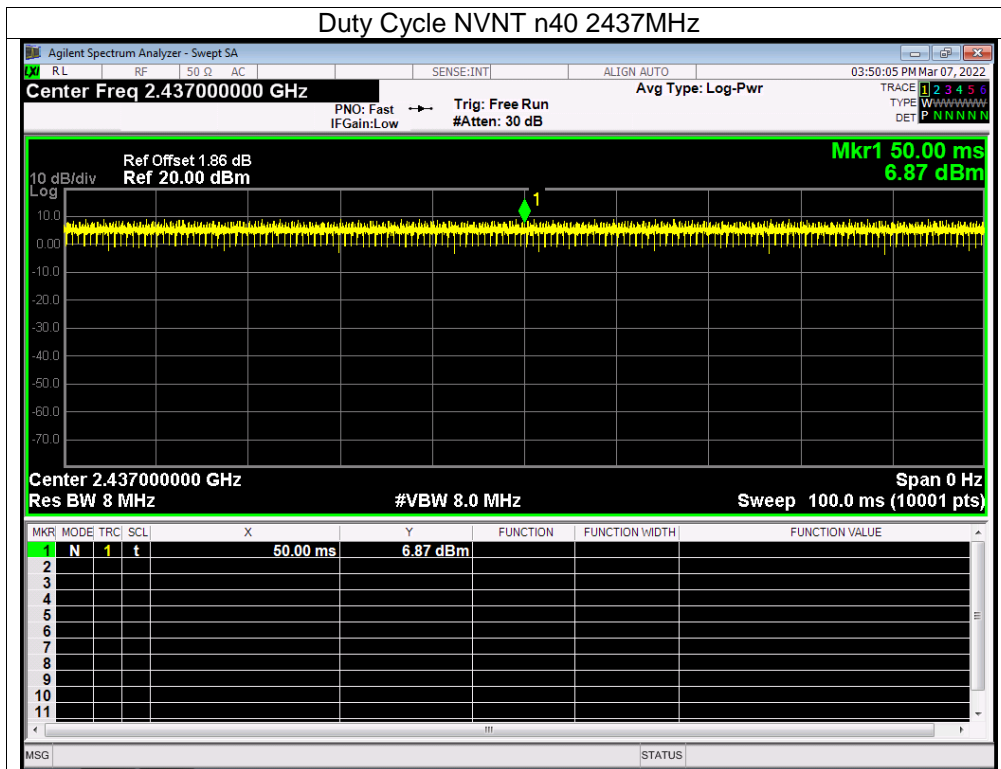 Duty Cycle NVNT n40 2437MHz
Agilent Spectrum Analyzer - Swept SA
LXI RL RF 50 Ω AC SENSE:INT ALIGN AUTO 03:50:05 PM Mar 07, 2022
Center Freq 2.437000000 GHz Avg Type: Log-Pwr TRACE 1 2 3 4 5 6
PNO: Fast Trig: Free Run TYPE WWWWWW
IFGain:Low #Atten: 30 dB DET P N N N N N
Mkr1 50.00 ms
6.87 dBm
Ref Offset 1.86 dB
10 dB/div Ref 20.00 dBm
Log
1
10.0
0.00
-10.0
-20.0
-30.0
-40.0
-50.0
-60.0
-70.0
Center 2.437000000 GHz Span 0 Hz
Res BW 8 MHz #VBW 8.0 MHz Sweep 100.0 ms (10001 pts)
MKR MODE TRC SCL X Y FUNCTION FUNCTION WIDTH FUNCTION VALUE
1 N 1 t 50.00 ms 6.87 dBm
2
3
4
5
6
7
8
9
10
11
MSG STATUS